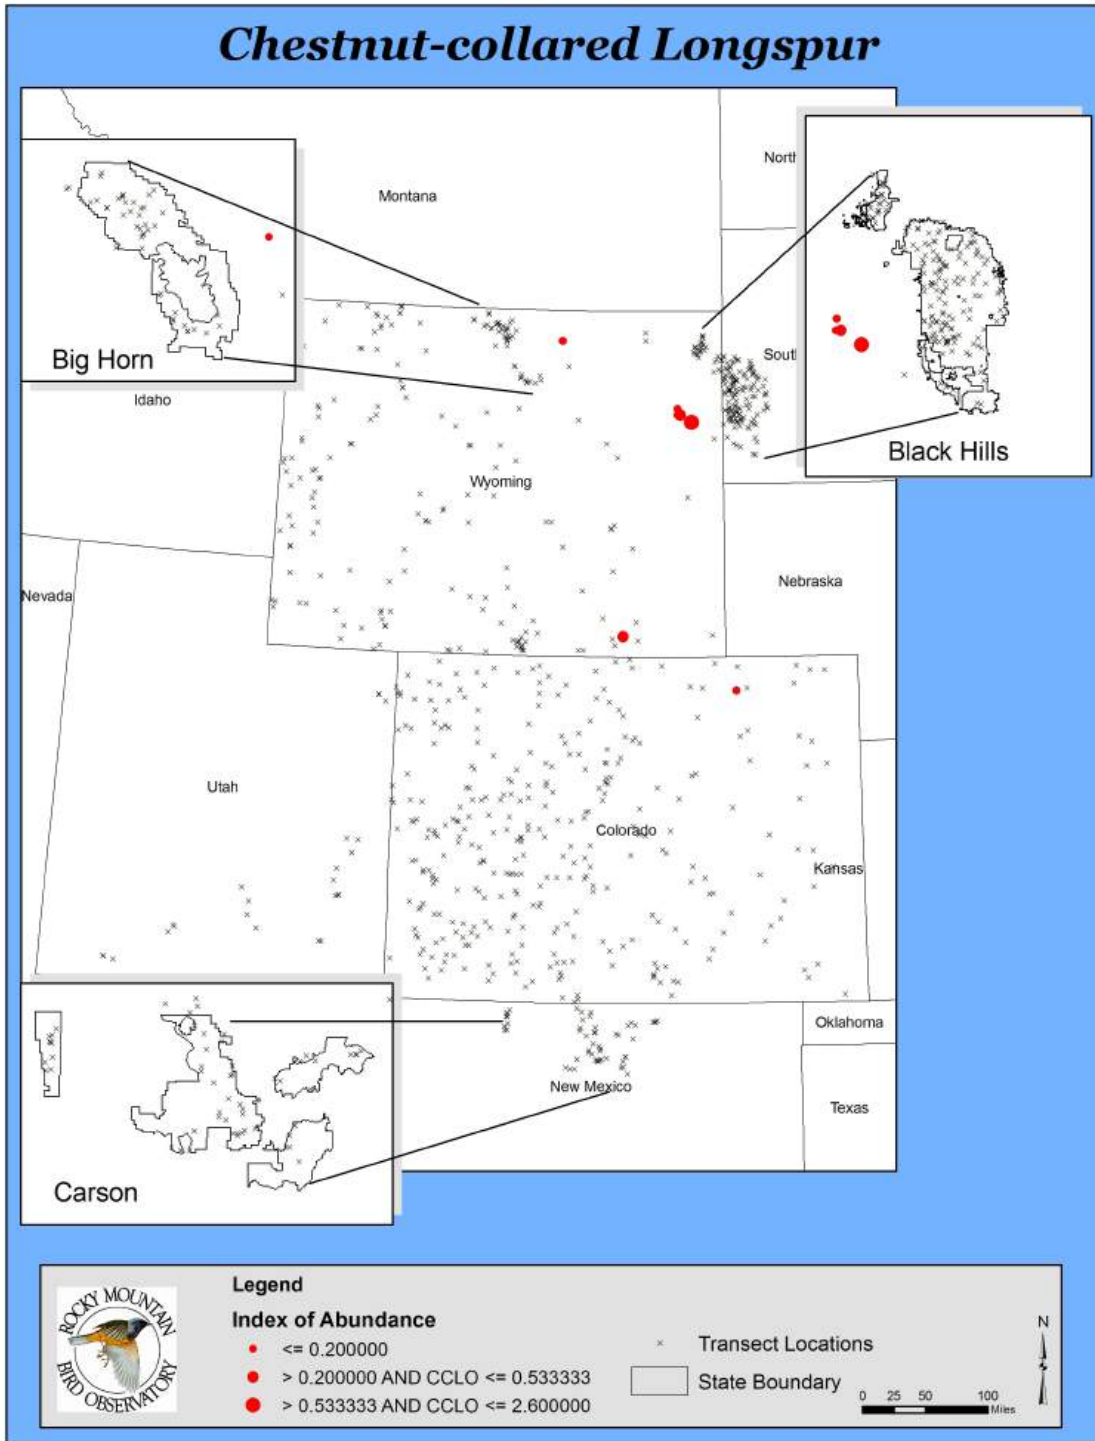 Chestnut-collared Longspur
North
Montana
Big Horn
South
Idaho
Black Hills
Wyoming
Nevada
Nebraska
Utah
Colorado
Kansas
Oklahoma
New Mexico
Texas
Carson
Legend
Index of Abundance
<= 0.200000
> 0.200000 AND CCLO <= 0.533333
> 0.533333 AND CCLO <= 2.600000
Transect Locations
State Boundary
N
0 25 50 100
Miles
ROCKY MOUNTAIN
BIRD OBSERVATORY